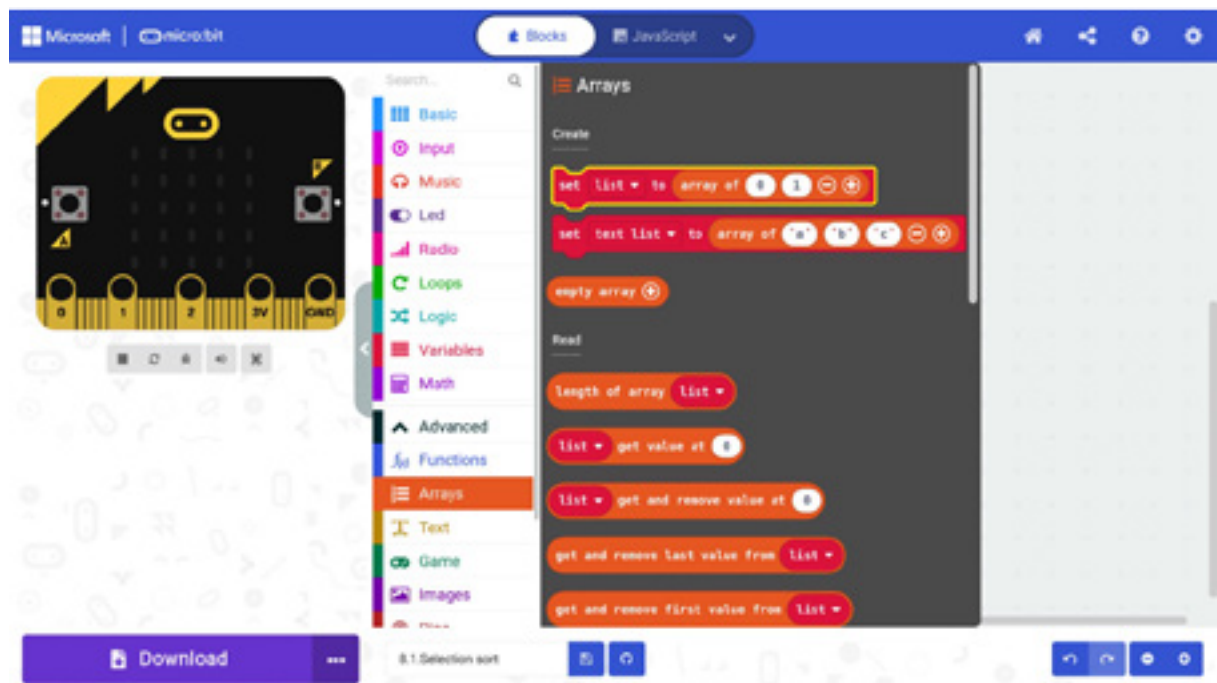 Microsoft | micro:bit
Blocks
JavaScript
Search...
Basic
Input
Music
Led
Radio
Loops
Logic
Variables
Math
Advanced
Functions
Arrays
Text
Game
Images
Arrays
Create
set list to array of 0 1
set text list to array of "a" "b" "c"
empty array
Read
length of array list
list get value at 0
list get and remove value at 0
get and remove last value from list
get and remove first value from list
B
A
0 1 2 3V GND
Download
8.1.Selection sort